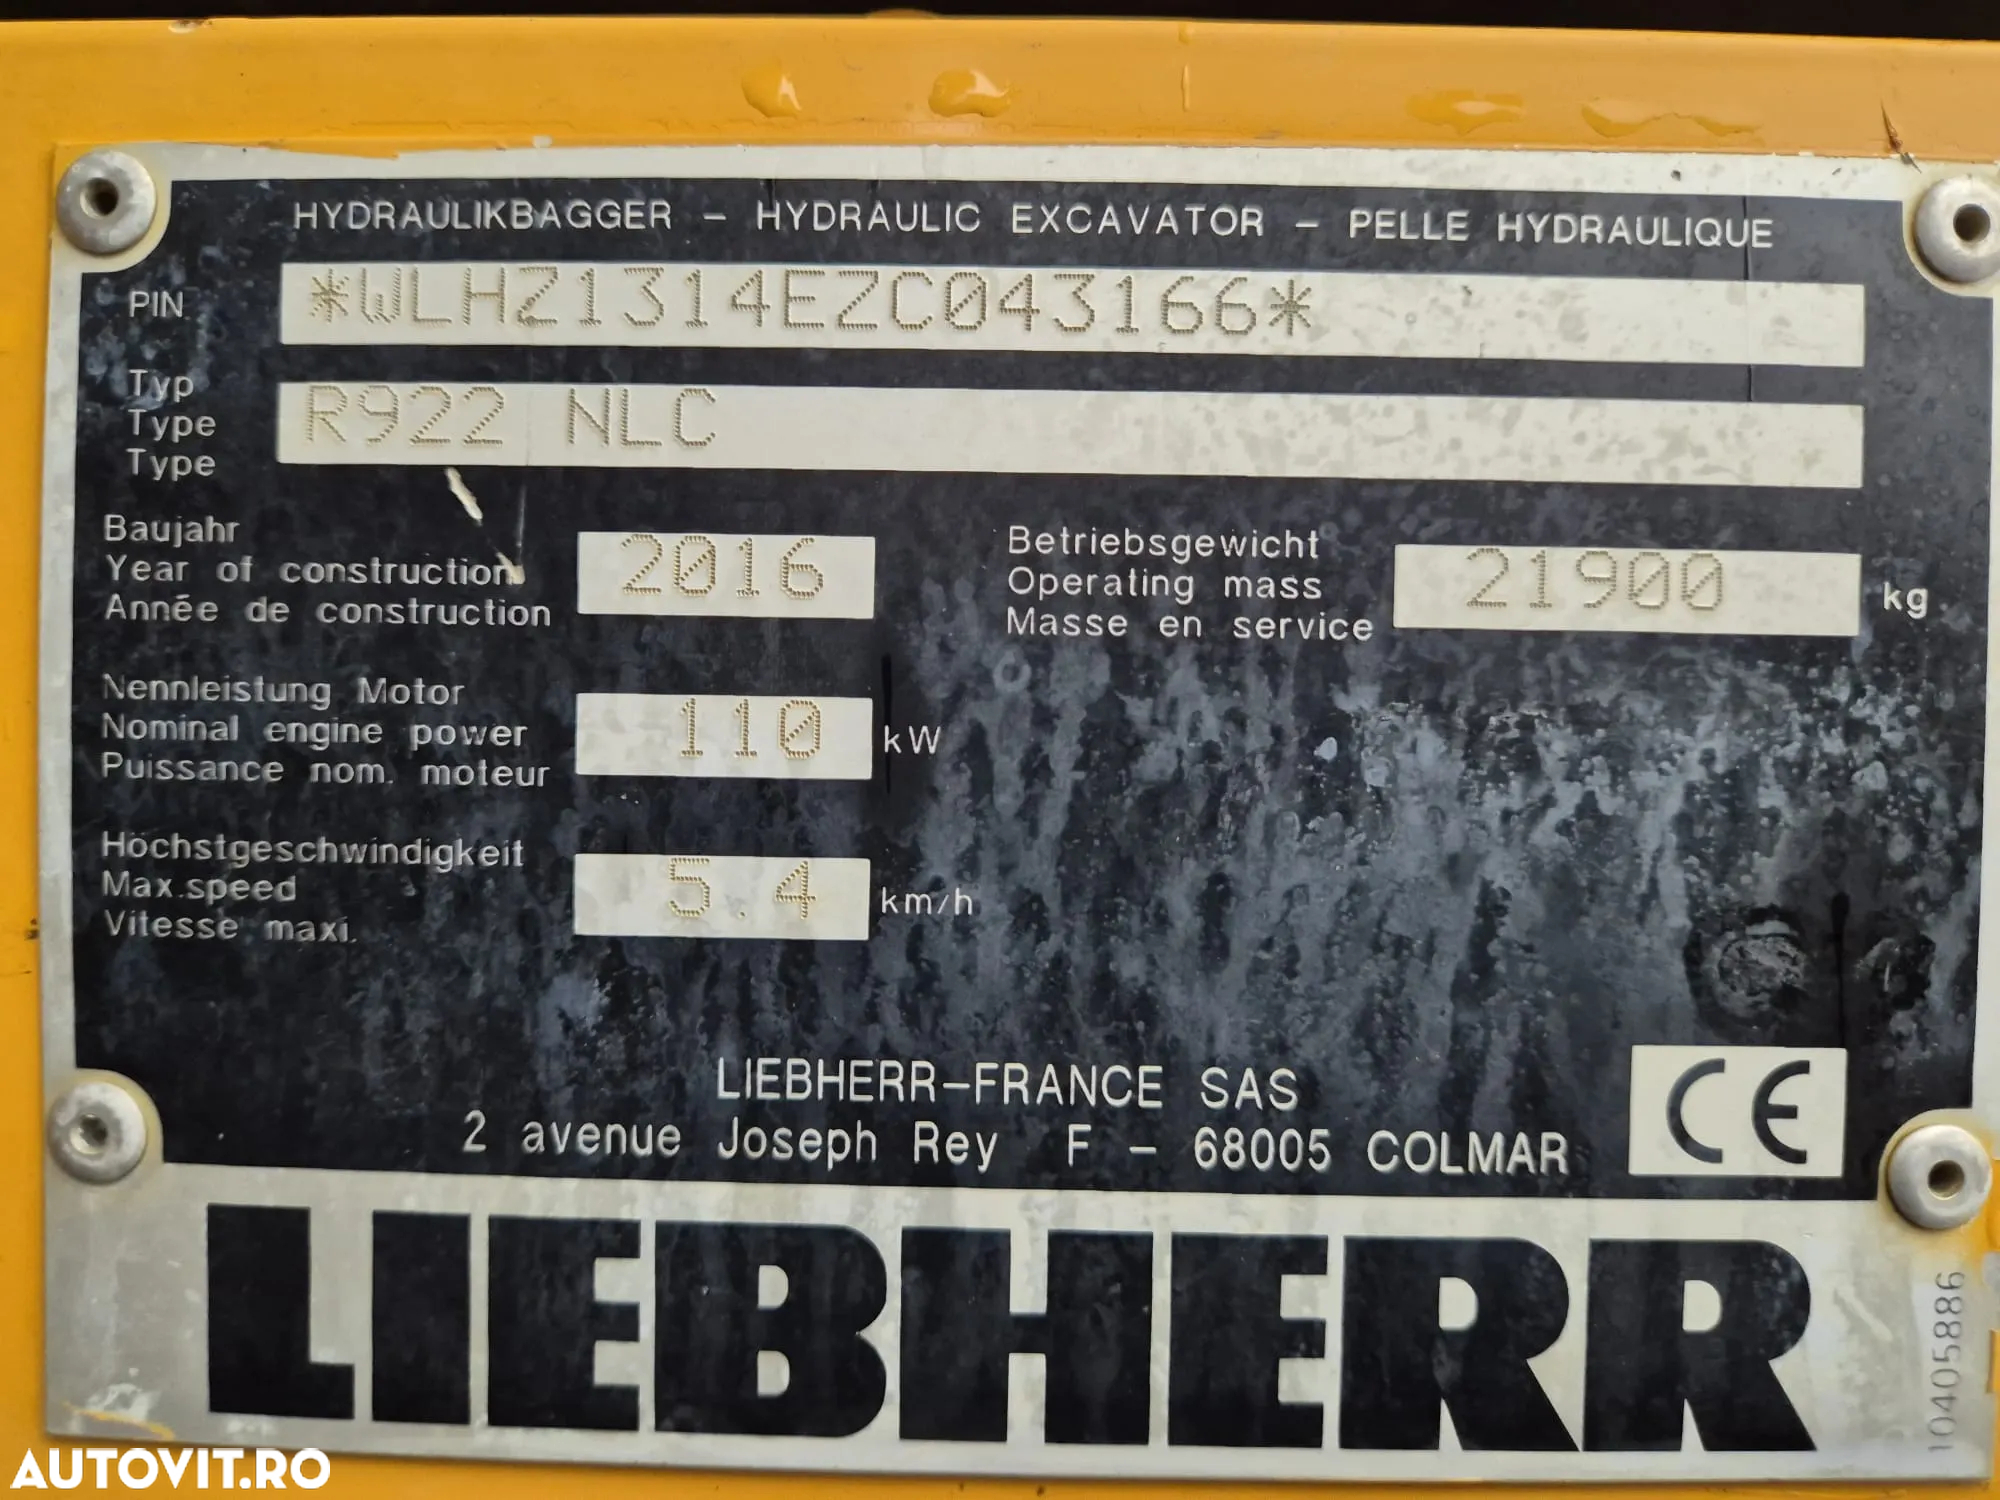 HYDRAULIKBAGGER – HYDRAULIC EXCAVATOR – PELLE HYDRAULIQUE
PIN *WLHZ1314EZC043166*
Typ
Type R922 NLC
Type
Baujahr
Year of construction 2016
Année de construction
Betriebsgewicht
Operating mass 21900 kg
Masse en service
Nennleistung Motor
Nominal engine power 110 kW
Puissance nom. moteur
Höchstgeschwindigkeit
Max.speed 5.4 km/h
Vitesse maxi.
LIEBHERR–FRANCE SAS
2 avenue Joseph Rey F – 68005 COLMAR
CE
LIEBHERR
10405886
AUTOVIT.RO